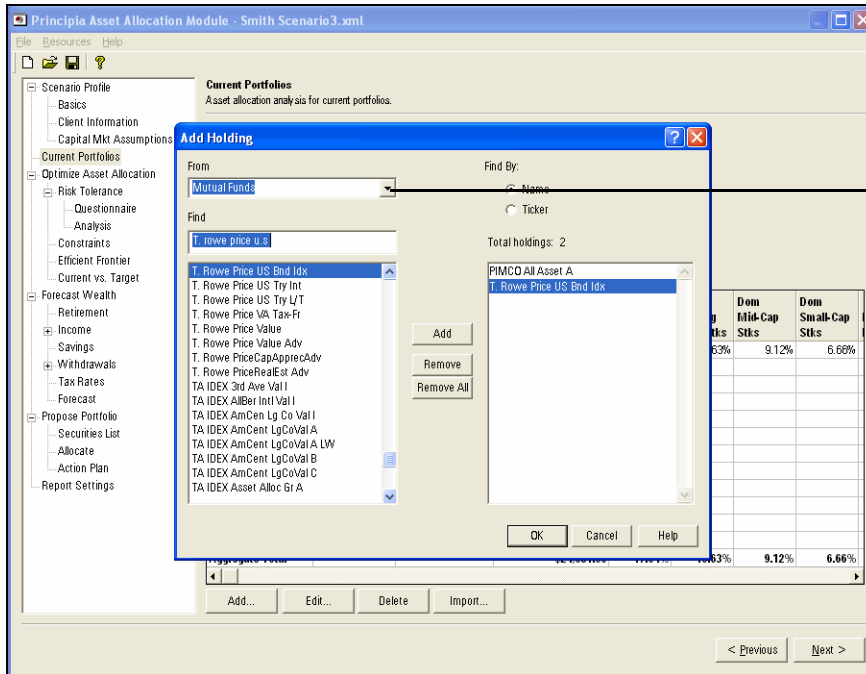 Principia Asset Allocation Module - Smith Scenario3.xml
File Resources Help
Scenario Profile
Basics
Client Information
Capital Mkt Assumptions
Current Portfolios
Optimize Asset Allocation
Risk Tolerance
Questionnaire
Analysis
Constraints
Efficient Frontier
Current vs. Target
Forecast Wealth
Retirement
Income
Savings
Withdrawals
Tax Rates
Forecast
Propose Portfolio
Securities List
Allocate
Action Plan
Report Settings
Current Portfolios
Asset allocation analysis for current portfolios.
Add Holding
From
Mutual Funds
Find
T. rowe price u.s
T. Rowe Price US Bnd Idx
T. Rowe Price US Try Int
T. Rowe Price US Try L/T
T. Rowe Price VA Tax-Fr
T. Rowe Price Value
T. Rowe Price Value Adv
T. Rowe PriceCapApprecAdv
T. Rowe PriceRealEst Adv
TA IDEX 3rd Ave Val I
TA IDEX AllBer Intl Val I
TA IDEX AmCen Lg Co Val I
TA IDEX AmCent LgCoVal A
TA IDEX AmCent LgCoVal A LW
TA IDEX AmCent LgCoVal B
TA IDEX AmCent LgCoVal C
TA IDEX Asset Alloc Gr A
Add
Remove
Remove All
Find By:
Name
Ticker
Total holdings: 2
PIMCO All Asset A
T. Rowe Price US Bnd Idx
OK Cancel Help
Dom Mid-Cap Stks
Dom Small-Cap Stks
63% 9.12% 6.66%
Aggregate Total 63% 9.12% 6.66%
Add... Edit... Delete Import...
< Previous Next >